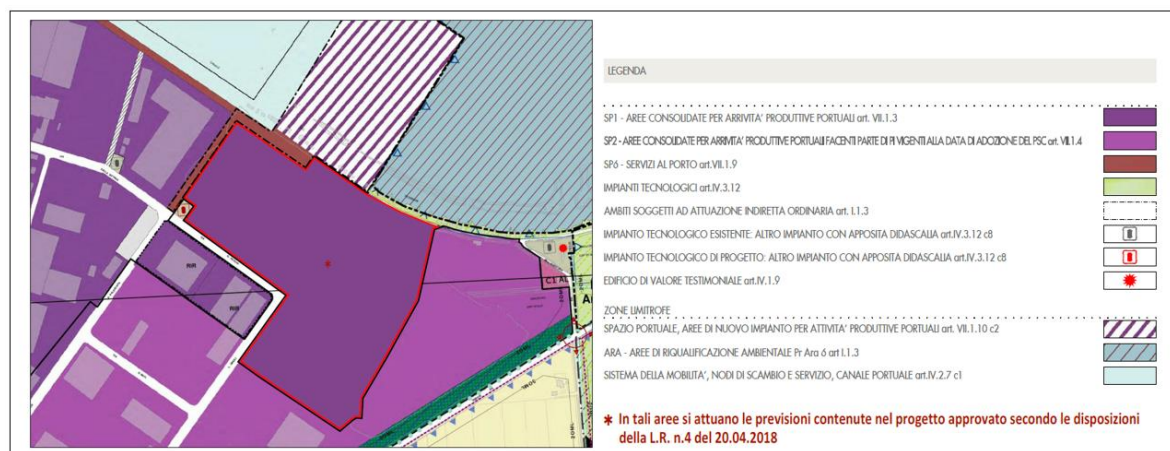 LEGENDA
SP1 - AREE CONSOLIDATE PER ARRIVITA' PRODUTTIVE PORTUALI art. VII.1.3
SP2 - AREE CONSOLIDATE PER ARRIVITA' PRODUTTIVE PORTUALI FACENTI PARTE DI PI VIGENTI ALLA DATA DI ADOZIONE DEL PSC art. VII.1.4
SP6 - SERVIZI AL PORTO art.VII.1.9
IMPIANTI TECNOLOGICI art.IV.3.12
AMBITI SOGGETTI AD ATTUAZIONE INDIRETTA ORDINARIA art. I.1.3
IMPIANTO TECNOLOGICO ESISTENTE: ALTRO IMPIANTO CON APPOSITA DIDASCALIA art.IV.3.12 c8
IMPIANTO TECNOLOGICO DI PROGETTO: ALTRO IMPIANTO CON APPOSITA DIDASCALIA art.IV.3.12 c8
EDIFICIO DI VALORE TESTIMONIALE art.IV.1.9
ZONE LIMITROFE
SPAZIO PORTUALE, AREE DI NUOVO IMPIANTO PER ATTIVITA' PRODUTTIVE PORTUALI art. VII.1.10 c2
ARA - AREE DI RIQUALIFICAZIONE AMBIENTALE Pr Ara 6 art I.1.3
SISTEMA DELLA MOBILITA', NODI DI SCAMBIO E SERVIZIO, CANALE PORTUALE art.IV.2.7 c1
* In tali aree si attuano le previsioni contenute nel progetto approvato secondo le disposizioni
della L.R. n.4 del 20.04.2018
RIR
RIR
C1 AL